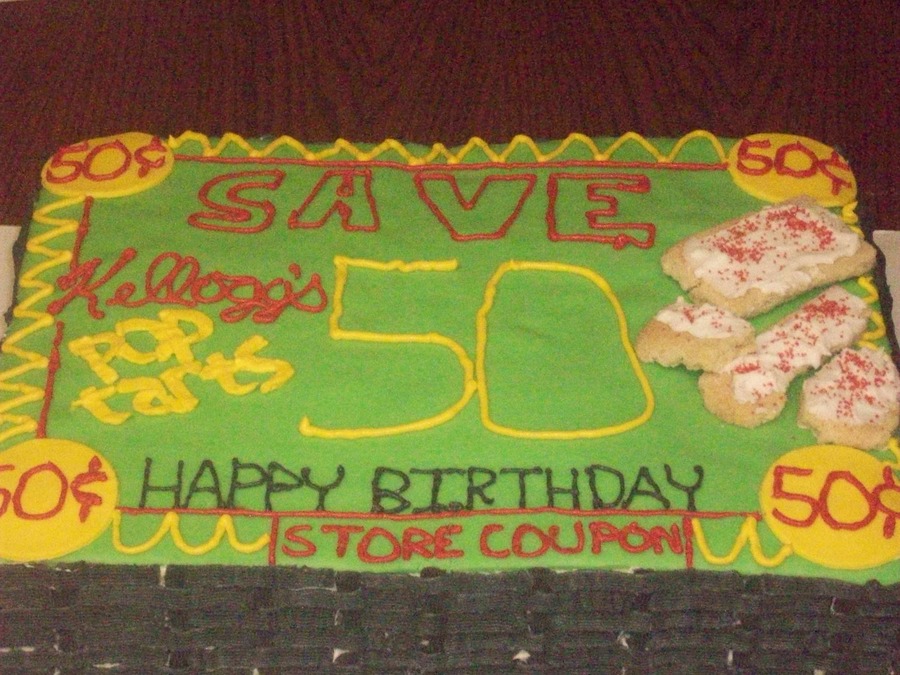 50¢ 50¢
SAVE
Kellogg's
POP
tarts
50
HAPPY BIRTHDAY
50¢ 50¢
STORE COUPON